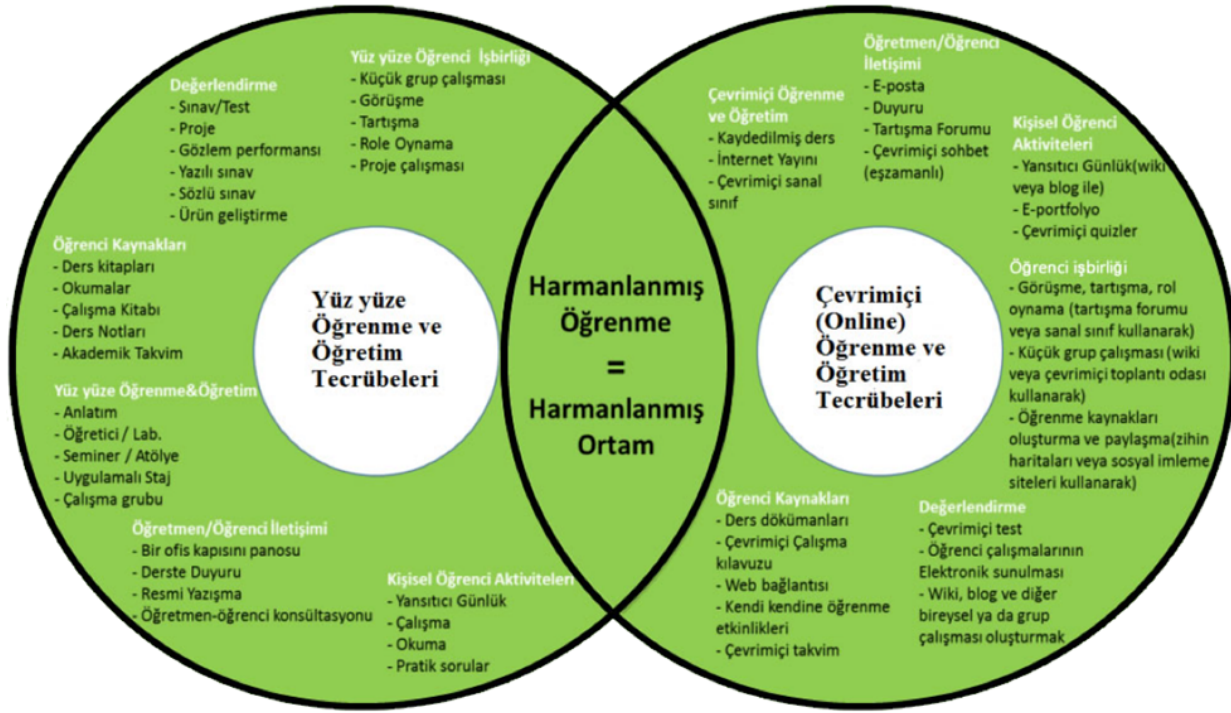 Değerlendirme
- Sınav/Test
- Proje
- Gözlem performansı
- Yazılı sınav
- Sözlü sınav
- Ürün geliştirme
Yüz yüze Öğrenci İşbirliği
- Küçük grup çalışması
- Görüşme
- Tartışma
- Role Oynama
- Proje çalışması
Öğrenci Kaynakları
- Ders kitapları
- Okumalar
- Çalışma Kitabı
- Ders Notları
- Akademik Takvim
Yüz yüze Öğrenme&Öğretim
- Anlatım
- Öğretici / Lab.
- Seminer / Atölye
- Uygulamalı Staj
- Çalışma grubu
Öğretmen/Öğrenci İletişimi
- Bir ofis kapısını panosu
- Derste Duyuru
- Resmi Yazışma
- Öğretmen-öğrenci konsültasyonu
Kişisel Öğrenci Aktiviteleri
- Yansıtıcı Günlük
- Çalışma
- Okuma
- Pratik sorular
Yüz yüze
Öğrenme ve
Öğretim
Tecrübeleri
Harmanlanmış
Öğrenme
=
Harmanlanmış
Ortam
Çevrimiçi
(Online)
Öğrenme ve
Öğretim
Tecrübeleri
Çevrimiçi Öğrenme
ve Öğretim
- Kaydedilmiş ders
- İnternet Yayını
- Çevrimiçi sanal
sınıf
Öğretmen/Öğrenci
İletişimi
- E-posta
- Duyuru
- Tartışma Forumu
- Çevrimiçi sohbet
(eşzamanlı)
Kişisel Öğrenci
Aktiviteleri
- Yansıtıcı Günlük(wiki
veya blog ile)
- E-portfolyo
- Çevrimiçi quizler
Öğrenci işbirliği
- Görüşme, tartışma, rol
oynama (tartışma forumu
veya sanal sınıf kullanarak)
- Küçük grup çalışması (wiki
veya çevrimiçi toplantı odası
kullanarak)
- Öğrenme kaynakları
oluşturma ve paylaşma(zihin
haritaları veya sosyal imleme
siteleri kullanarak)
Öğrenci Kaynakları
- Ders dökümanları
- Çevrimiçi Çalışma
kılavuzu
- Web bağlantısı
- Kendi kendine öğrenme
etkinlikleri
- Çevrimiçi takvim
Değerlendirme
- Çevrimiçi test
- Öğrenci çalışmalarının
Elektronik sunulması
- Wiki, blog ve diğer
bireysel ya da grup
çalışması oluşturmak